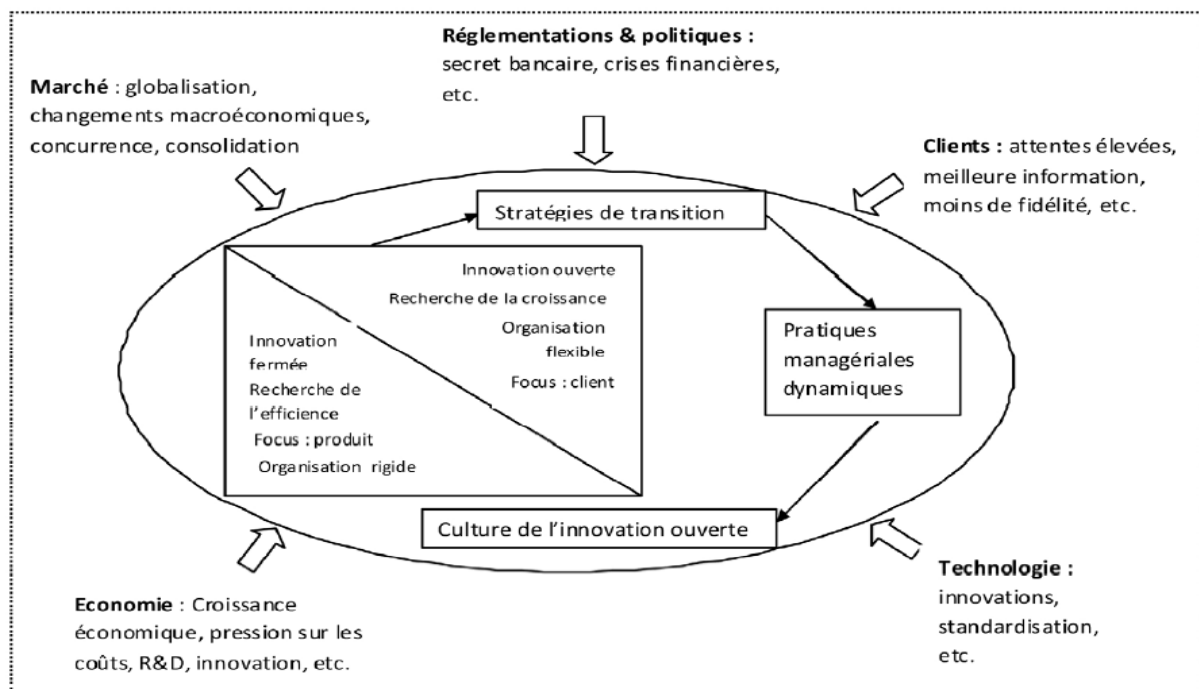 Réglementations & politiques :
secret bancaire, crises financières,
etc.
Marché : globalisation,
changements macroéconomiques,
concurrence, consolidation
Clients : attentes élevées,
meilleure information,
moins de fidélité, etc.
Stratégies de transition
Innovation ouverte
Recherche de la croissance
Organisation
flexible
Focus : client
Innovation
fermée
Recherche de
l'efficience
Focus : produit
Organisation rigide
Pratiques
managériales
dynamiques
Culture de l'innovation ouverte
Economie : Croissance
économique, pression sur les
coûts, R&D, innovation, etc.
Technologie :
innovations,
standardisation,
etc.